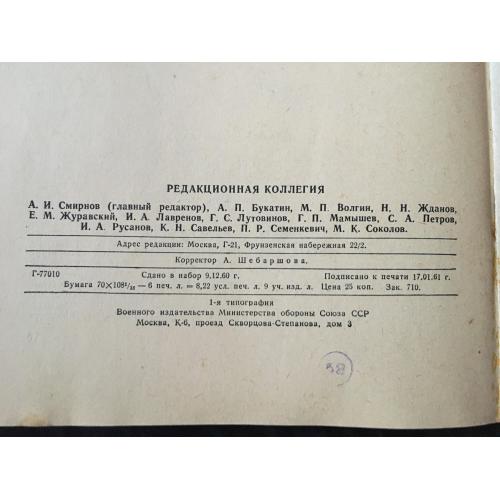 РЕДАКЦИОННАЯ КОЛЛЕГИЯ
А. И. Смирнов (главный редактор), А. П. Букатин, М. П. Волгин, Н. Н. Жданов,
Е. М. Журавский, И. А. Лавренов, Г. С. Лутовинов, Г. П. Мамышев, С. А. Петров,
И. А. Русанов, К. Н. Савельев, П. Р. Семенкевич, М. К. Соколов.
Адрес редакции: Москва, Г-21, Фрунзенская набережная 22/2.
Корректор А. Шебаршова.
Г-77010 Сдано в набор 9.12.60 г. Подписано к печати 17.01.61 г.
Бумага 70×108¹/₁₆ — 6 печ. л. = 8,22 усл. печ. л. 9 уч. изд. л. Цена 25 коп. Зак. 710.
1-я типография
Военного издательства Министерства обороны Союза ССР
Москва, К-6, проезд Скворцова-Степанова, дом 3